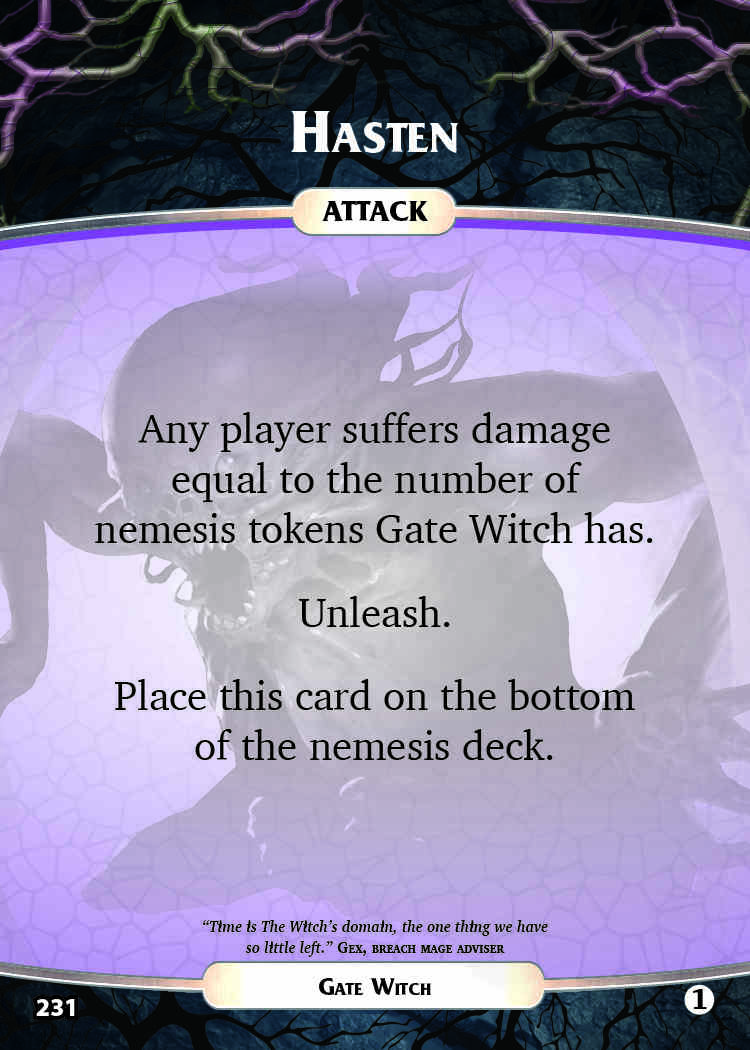 HASTEN
ATTACK
Any player suffers damage
equal to the number of
nemesis tokens Gate Witch has.
Unleash.
Place this card on the bottom
of the nemesis deck.
“Time is The Witch’s domain, the one thing we have
so little left.” GEX, BREACH MAGE ADVISER
GATE WITCH
231
1